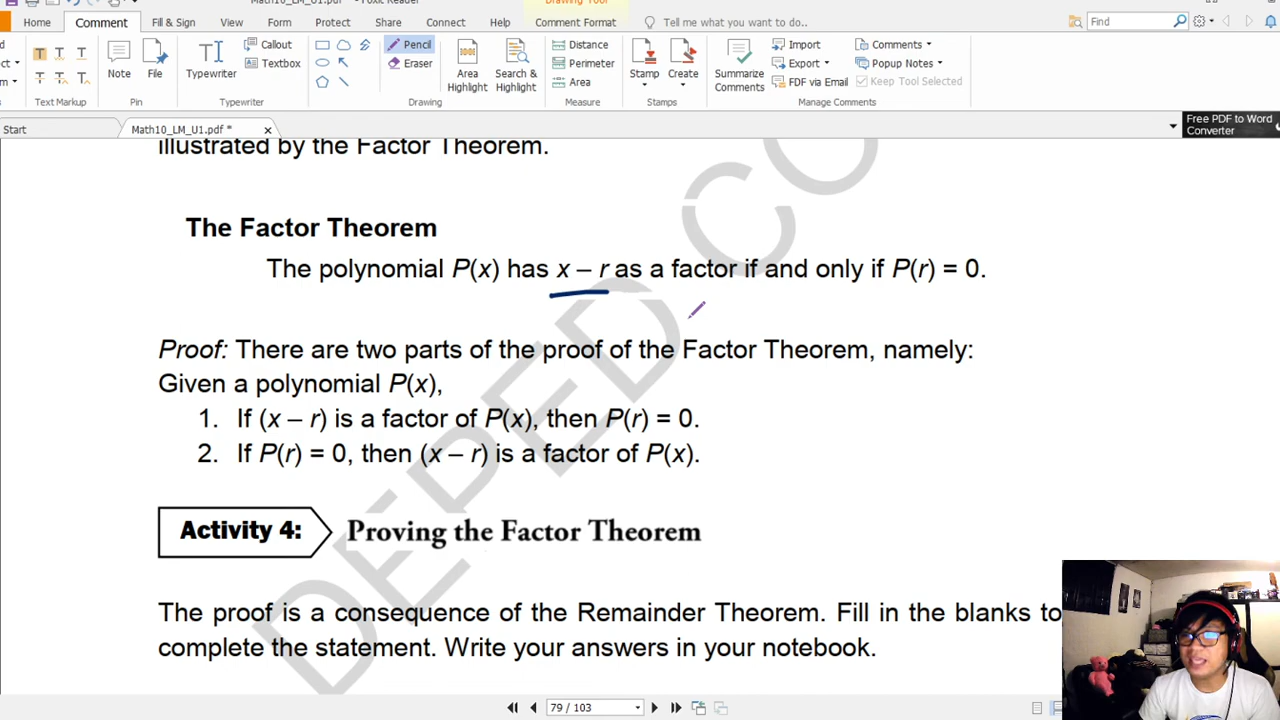 Math10_LM_U1.pdf * - Foxit Reader
Drawing Tool
Home Comment Fill & Sign View Form Protect Share Connect Help Comment Format Tell me what you want to do.. Find
Note File Typewriter Callout Textbox Pencil Eraser Area Highlight Search & Highlight Distance Perimeter Area Stamp Create Summarize Comments Import Export FDF via Email Comments Popup Notes Keep Tool Selected
Text Markup Pin Typewriter Drawing Measure Stamps Manage Comments
Start Math10_LM_U1.pdf * Free PDF to Word Converter
illustrated by the Factor Theorem.
The Factor Theorem
The polynomial P(x) has x – r as a factor if and only if P(r) = 0.
Proof: There are two parts of the proof of the Factor Theorem, namely:
Given a polynomial P(x),
1. If (x – r) is a factor of P(x), then P(r) = 0.
2. If P(r) = 0, then (x – r) is a factor of P(x).
Activity 4: Proving the Factor Theorem
The proof is a consequence of the Remainder Theorem. Fill in the blanks to
complete the statement. Write your answers in your notebook.
DEPED CO
79 / 103